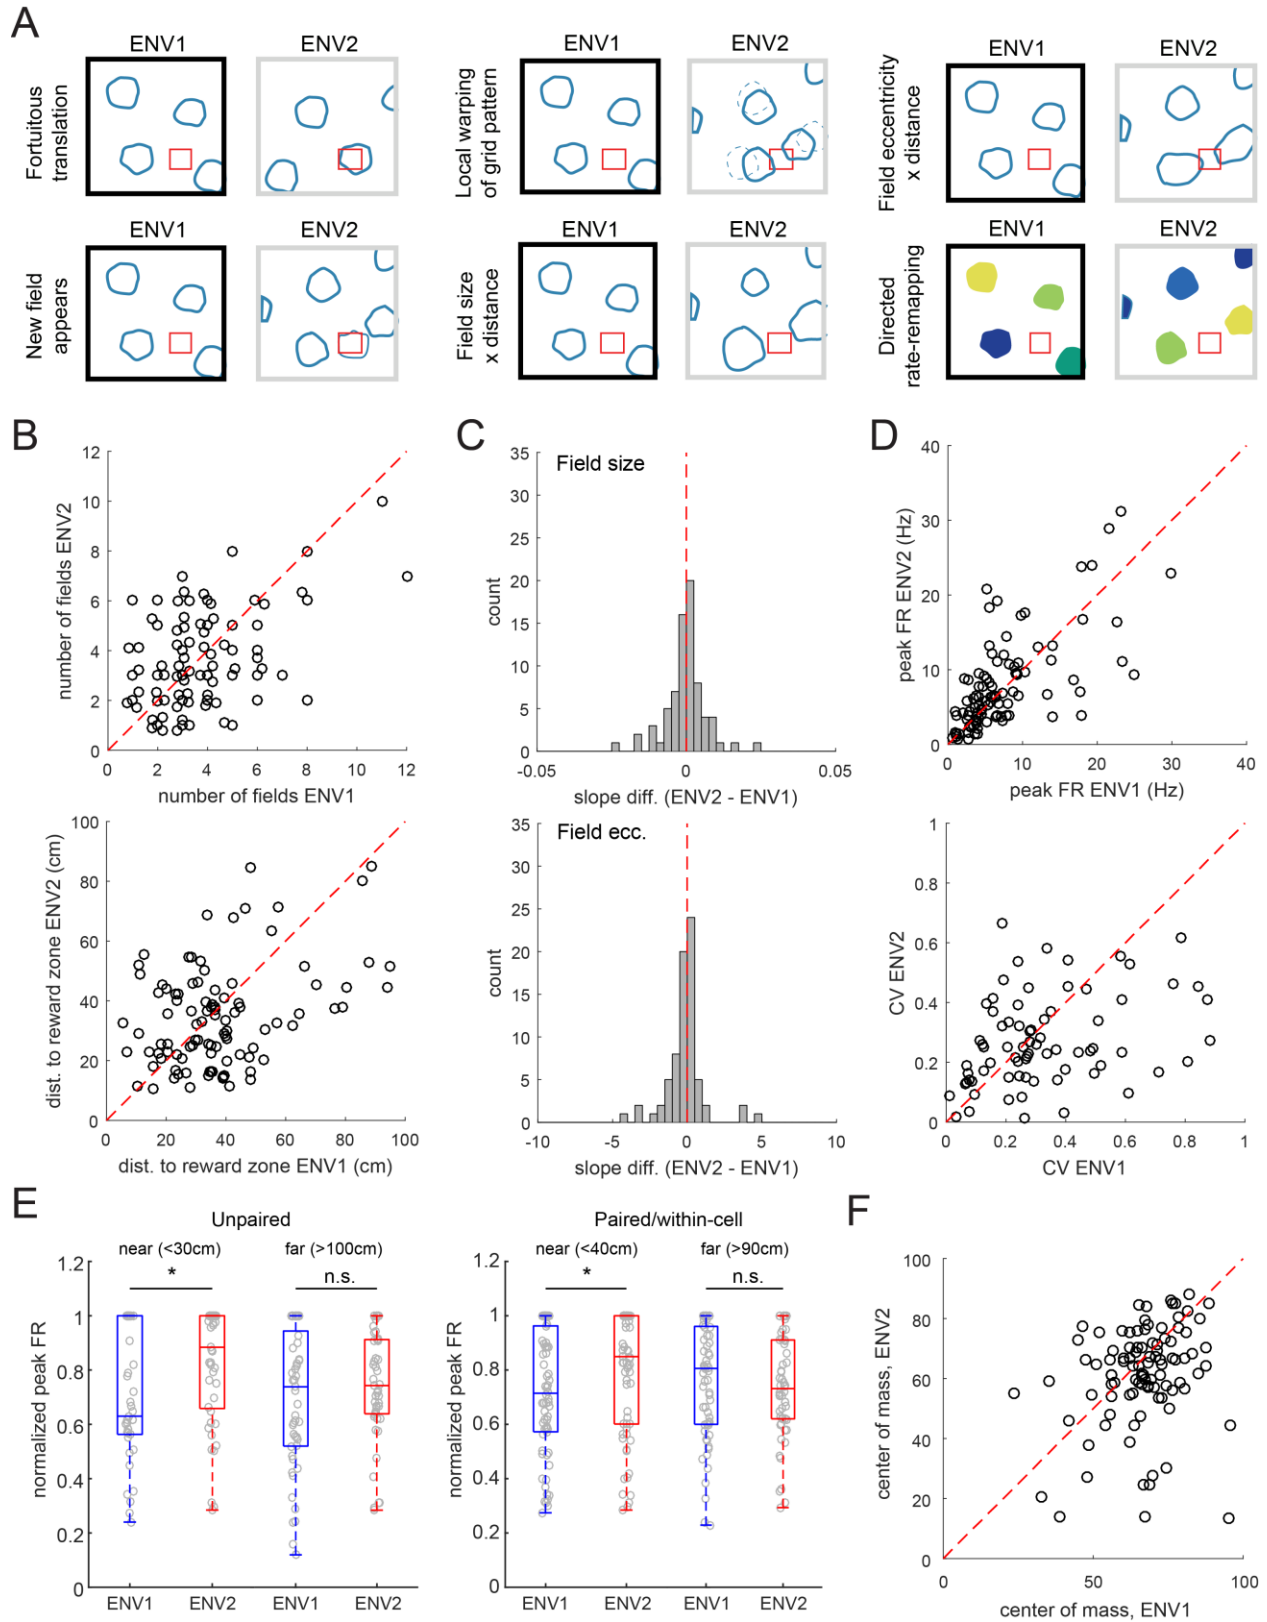 A
ENV1
ENV2
Fortuitous
translation
ENV1
ENV2
Local warping
of grid pattern
ENV1
ENV2
Field eccentricity
x distance
ENV1
ENV2
New field
appears
ENV1
ENV2
Field size
x distance
ENV1
ENV2
Directed
rate-remapping
B
12
10
8
6
4
2
0
0 2 4 6 8 10 12
number of fields ENV2
number of fields ENV1
100
80
60
40
20
0
0 20 40 60 80 100
dist. to reward zone ENV2 (cm)
dist. to reward zone ENV1 (cm)
C
Field size
35
30
25
20
15
10
5
0
-0.05 0 0.05
count
slope diff. (ENV2 - ENV1)
Field ecc.
35
30
25
20
15
10
5
0
-10 -5 0 5 10
count
slope diff. (ENV2 - ENV1)
D
40
30
20
10
0
0 10 20 30 40
peak FR ENV2 (Hz)
peak FR ENV1 (Hz)
1
0.8
0.6
0.4
0.2
0
0 0.2 0.4 0.6 0.8 1
CV ENV2
CV ENV1
E
Unpaired
near (<30cm) far (>100cm)
* n.s.
1.2
1
0.8
0.6
0.4
0.2
0
normalized peak FR
ENV1 ENV2 ENV1 ENV2
Paired/within-cell
near (<40cm) far (>90cm)
* n.s.
1.2
1
0.8
0.6
0.4
0.2
0
normalized peak FR
ENV1 ENV2 ENV1 ENV2
F
100
80
60
40
20
0
0 50 100
center of mass, ENV2
center of mass, ENV1